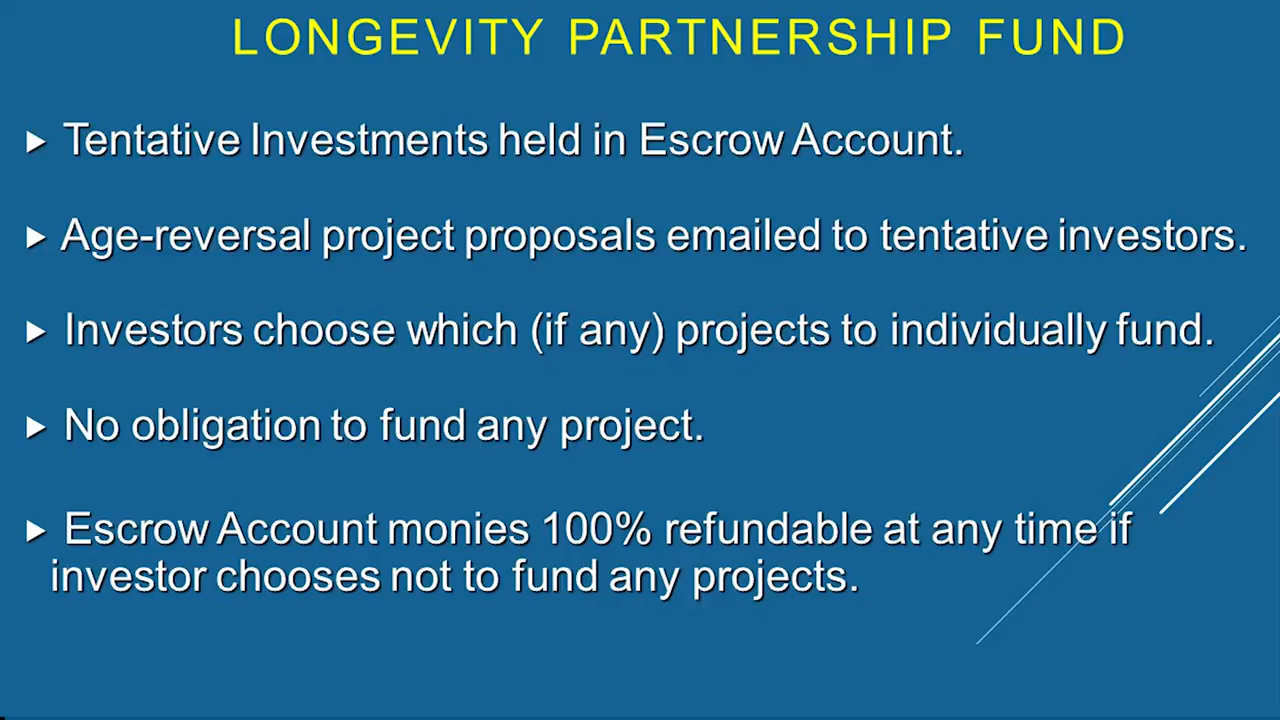 LONGEVITY PARTNERSHIP FUND
Tentative Investments held in Escrow Account.
Age-reversal project proposals emailed to tentative investors.
Investors choose which (if any) projects to individually fund.
No obligation to fund any project.
Escrow Account monies 100% refundable at any time if
investor chooses not to fund any projects.